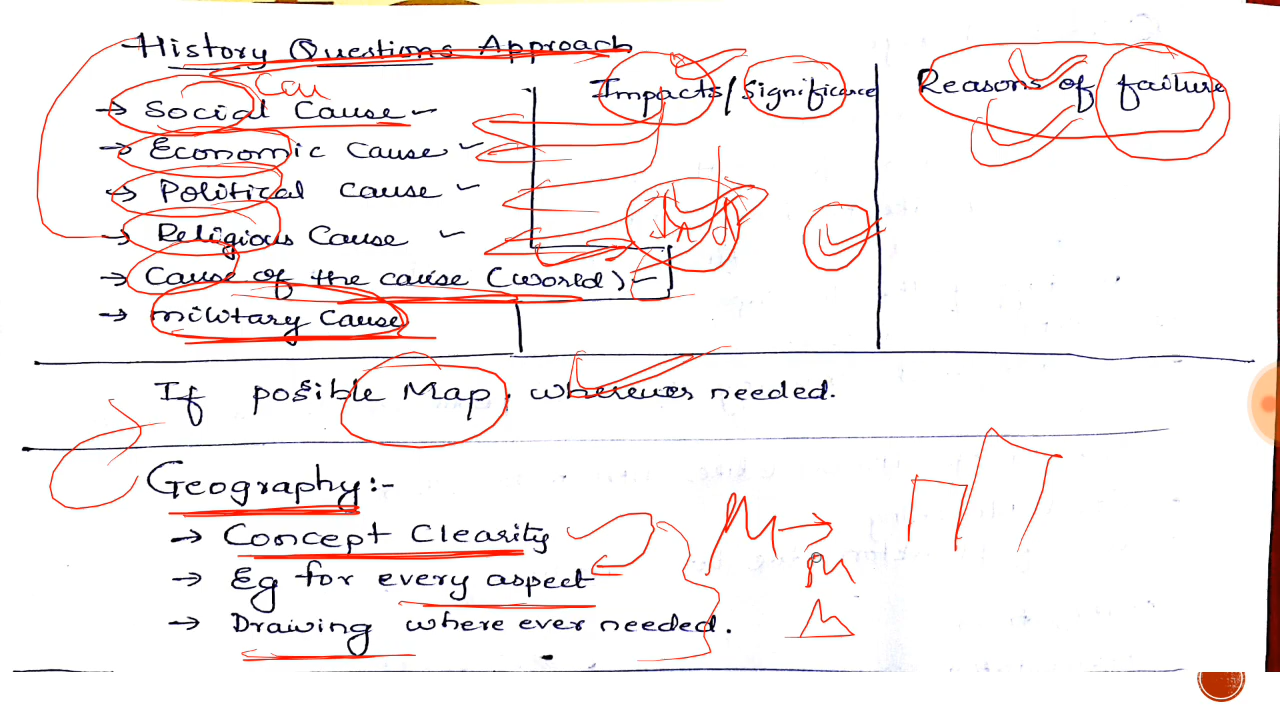 History Questions Approach
Cau
Impacts/Significance
Reasons of failure
→ Social Cause
→ Economic Cause
→ Political Cause
→ Religious Cause
→ Cause of the cause (world)
→ military cause
If possible Map, wherever needed.
Geography:-
→ Concept Clearity
→ Eg for every aspect
→ Drawing where ever needed.